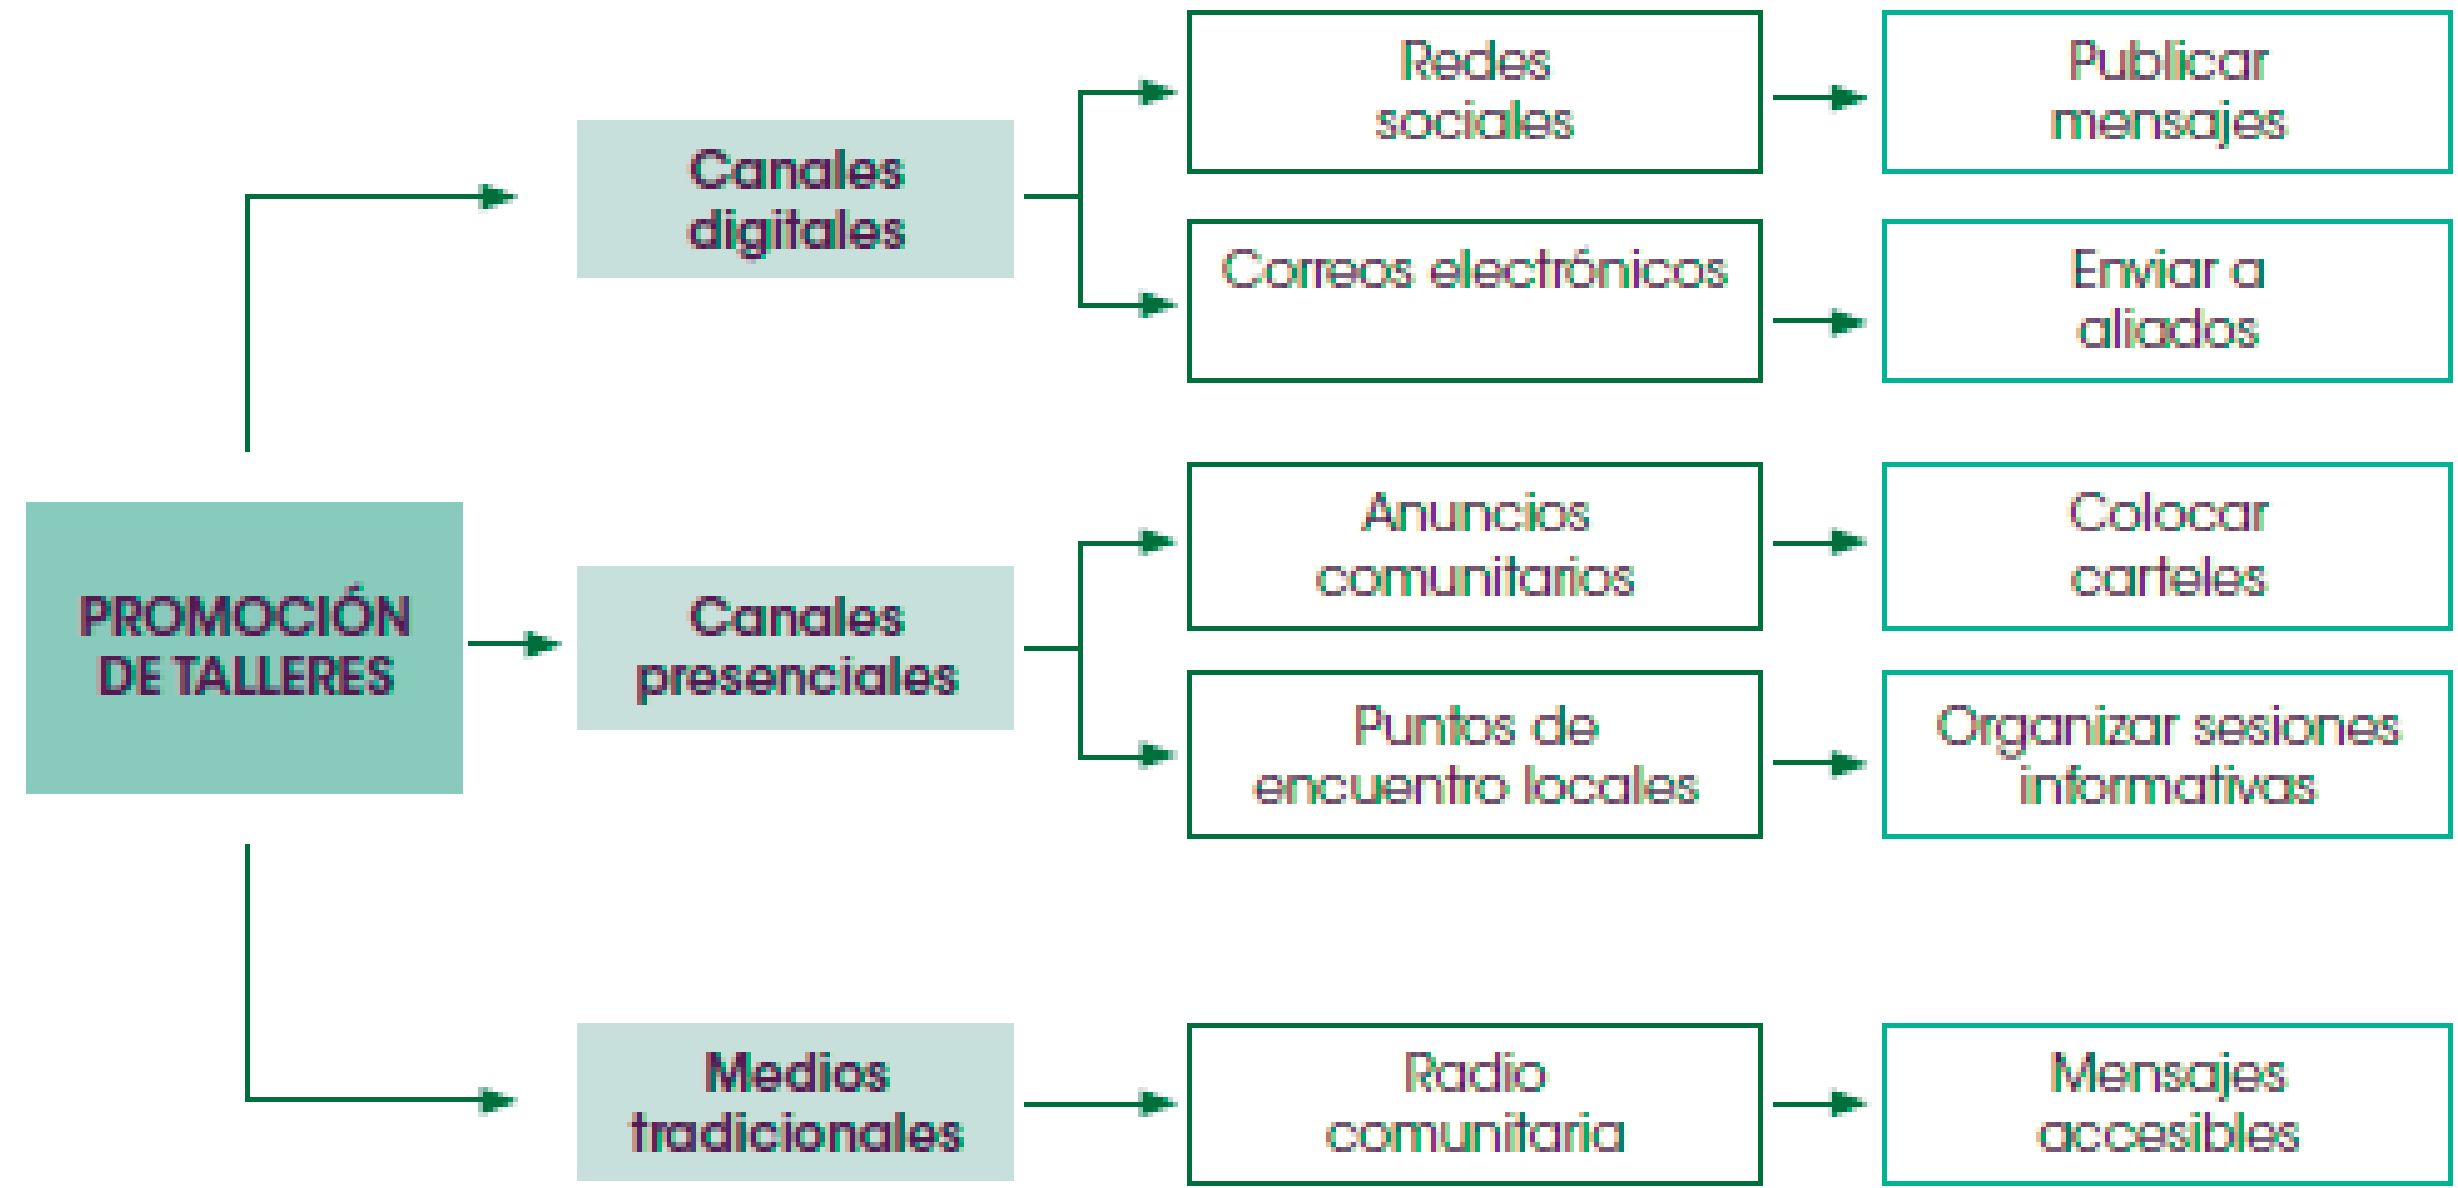 PROMOCIÓN
DE TALLERES
Canales
digitales
Redes
sociales
Publicar
mensajes
Correos electrónicos
Enviar a
aliados
Canales
presenciales
Anuncios
comunitarios
Colocar
carteles
Puntos de
encuentro locales
Organizar sesiones
informativas
Medios
tradicionales
Radio
comunitaria
Mensajes
accesibles